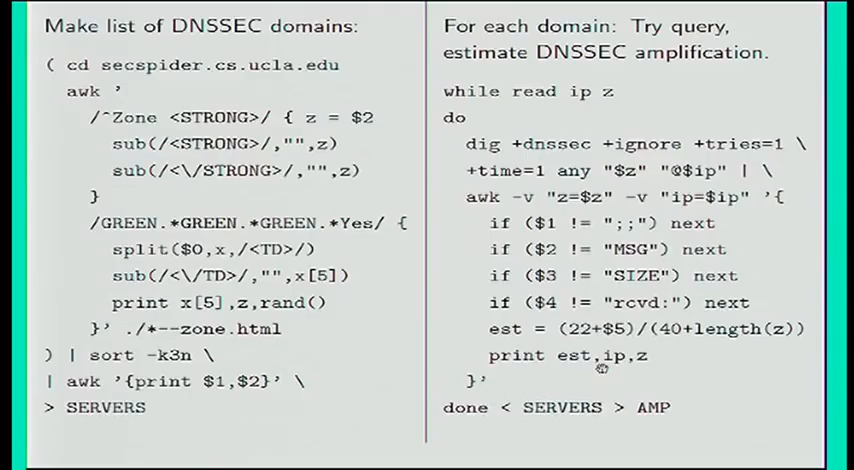 Make list of DNSSEC domains:
( cd secspider.cs.ucla.edu
awk '
/^Zone <STRONG>/ { z = $2
sub(/<STRONG>/,"",z)
sub(/<\/STRONG>/,"",z)
}
/GREEN.*GREEN.*GREEN.*Yes/ {
split($0,x,/<TD>/)
sub(/<\/TD>/,"",x[5])
print x[5],z,rand()
}' ./*--zone.html
) | sort -k3n \
| awk '{print $1,$2}' \
> SERVERS
For each domain: Try query,
estimate DNSSEC amplification.
while read ip z
do
dig +dnssec +ignore +tries=1 \
+time=1 any "$z" "@$ip" | \
awk -v "z=$z" -v "ip=$ip" '{
if ($1 != ";;") next
if ($2 != "MSG") next
if ($3 != "SIZE") next
if ($4 != "rcvd:") next
est = (22+$5)/(40+length(z))
print est,ip,z
}'
done < SERVERS > AMP